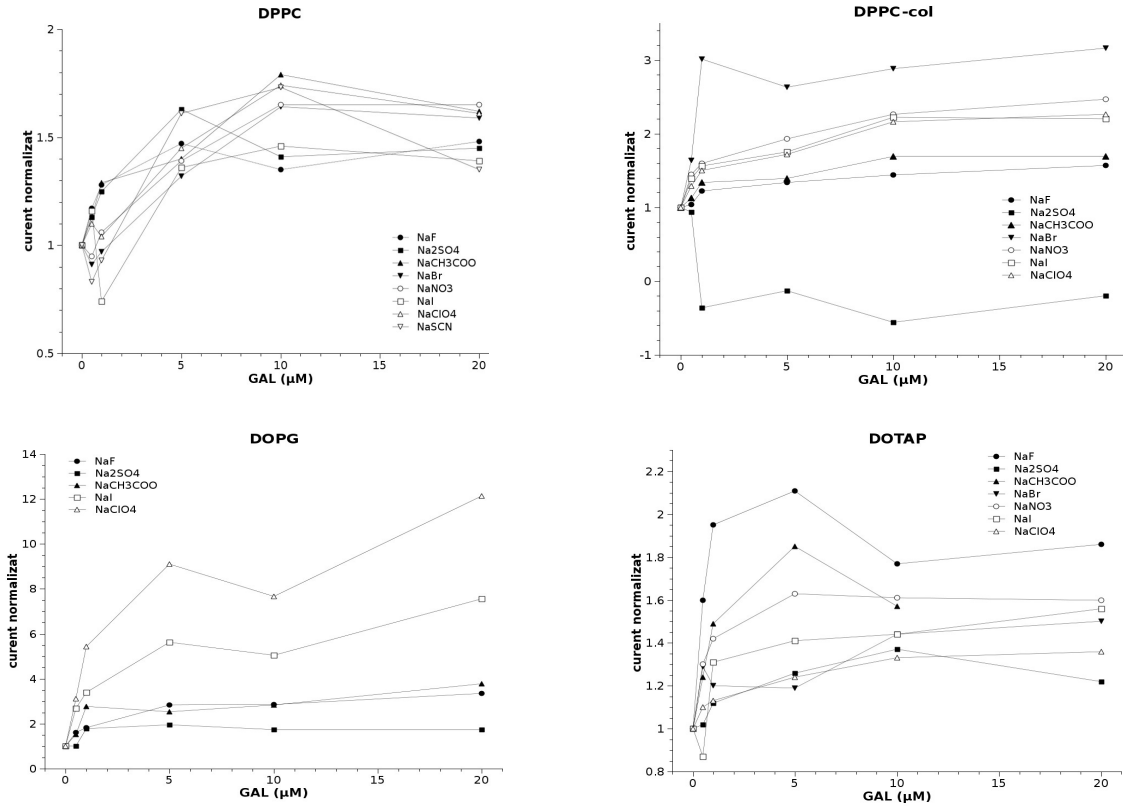 DPPC
2
1.5
1
0.5
curent normalizat
0
5
10
15
20
GAL (μM)
NaF
Na2SO4
NaCH3COO
NaBr
NaNO3
NaI
NaClO4
NaSCN
DPPC-col
3
2
1
0
-1
curent normalizat
0
5
10
15
20
GAL (μM)
NaF
Na2SO4
NaCH3COO
NaBr
NaNO3
NaI
NaClO4
DOPG
14
12
10
8
6
4
2
0
curent normalizat
0
5
10
15
20
GAL (μM)
NaF
Na2SO4
NaCH3COO
NaI
NaClO4
DOTAP
2.2
2
1.8
1.6
1.4
1.2
1
0.8
curent normalizat
0
5
10
15
20
GAL (μM)
NaF
Na2SO4
NaCH3COO
NaBr
NaNO3
NaI
NaClO4